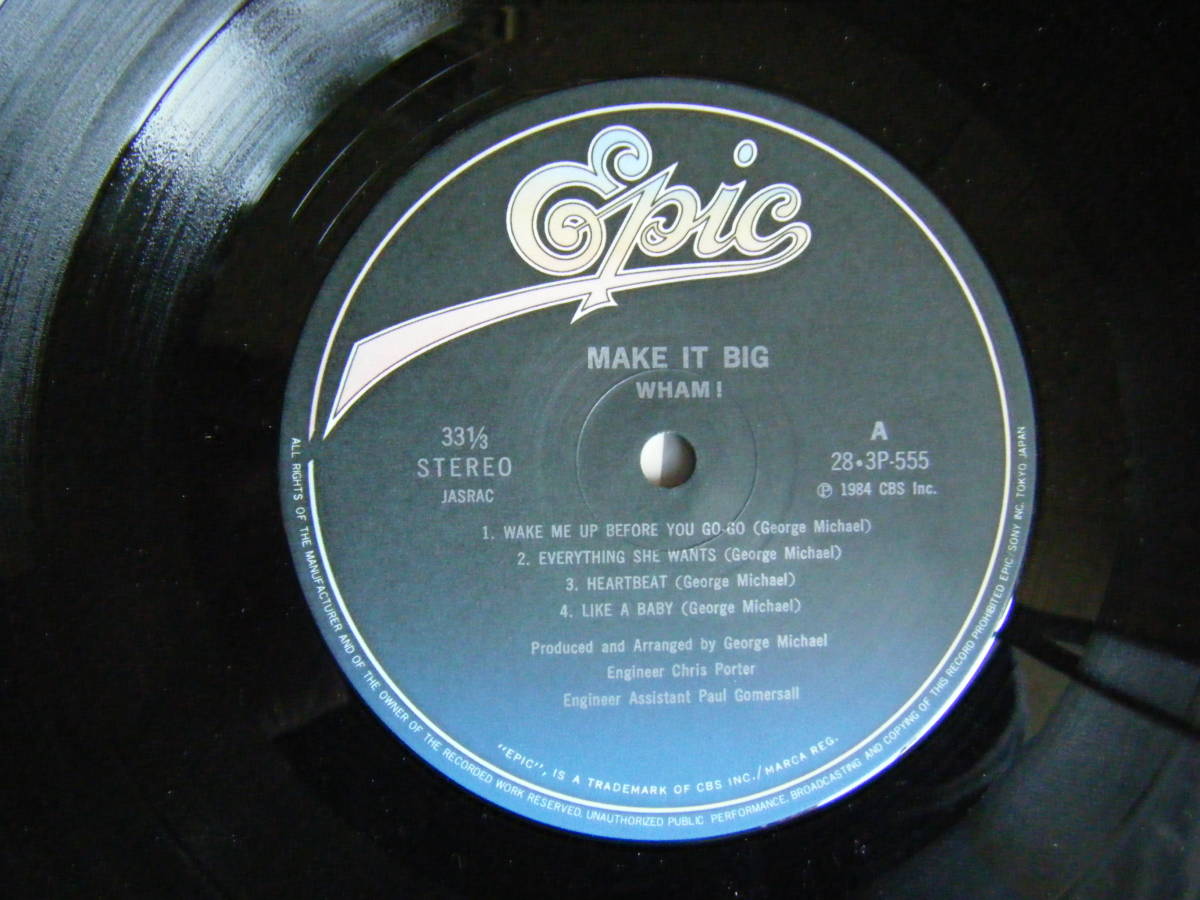 Epic
MAKE IT BIG
WHAM!
33 1/3
STEREO
JASRAC
A
28・3P-555
Ⓟ 1984 CBS Inc.
1. WAKE ME UP BEFORE YOU GO-GO (George Michael)
2. EVERYTHING SHE WANTS (George Michael)
3. HEARTBEAT (George Michael)
4. LIKE A BABY (George Michael)
Produced and Arranged by George Michael
Engineer Chris Porter
Engineer Assistant Paul Gomersall
"EPIC", IS A TRADEMARK OF CBS INC./MARCA REG.
ALL RIGHTS OF THE MANUFACTURER AND OF THE OWNER OF THE RECORDED WORK RESERVED. UNAUTHORIZED PUBLIC PERFORMANCE, BROADCASTING AND COPYING OF THIS RECORD PROHIBITED EPIC/SONY INC. TOKYO JAPAN